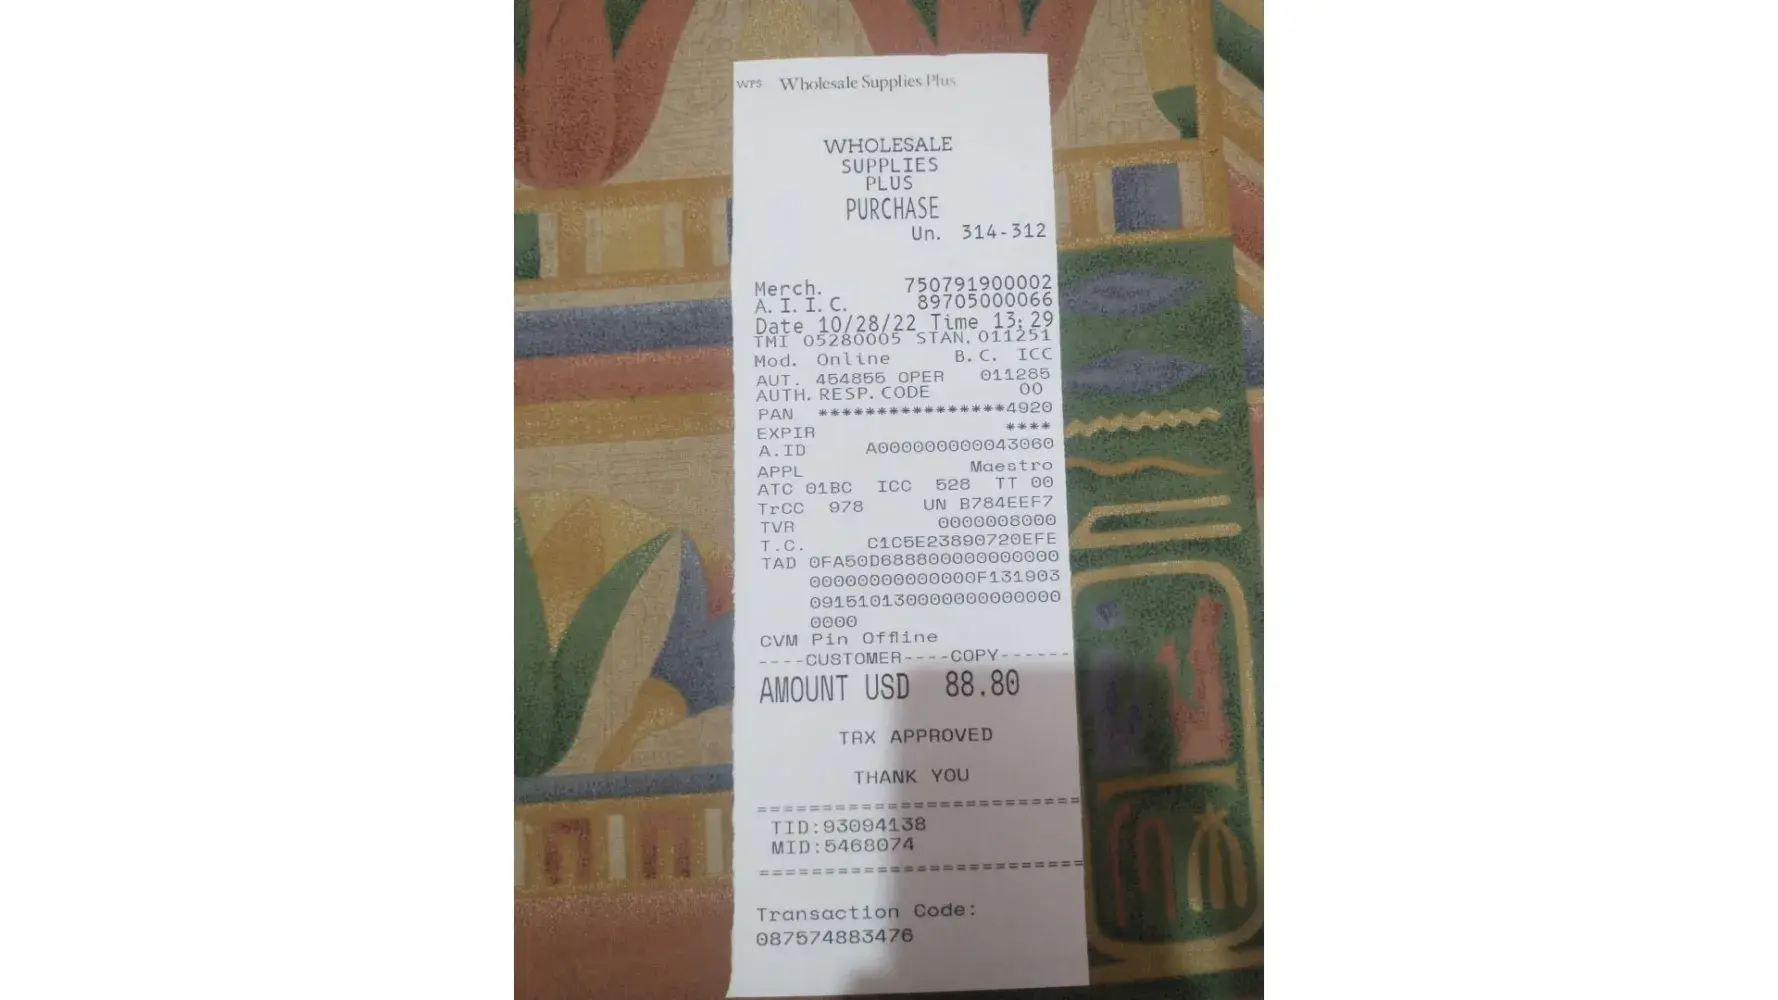 WPS Wholesale Supplies Plus
WHOLESALE
SUPPLIES
PLUS
PURCHASE
Un. 314-312
Merch. 750791900002
A.I.I.C. 89705000066
Date 10/28/22 Time 13:29
TMI 05280005 STAN.011251
Mod. Online B.C. ICC
AUT. 454855 OPER 011285
AUTH.RESP.CODE 00
PAN ****************4920
EXPIR ****
A.ID A0000000000043060
APPL Maestro
ATC 01BC ICC 528 TT 00
TrCC 978 UN B784EEF7
TVR 0000008000
T.C. C1C5E23890720EFE
TAD 0FA50D6888000000000000
00000000000000F131903
0915101300000000000000
0000
CVM Pin Offline
----CUSTOMER----COPY------
AMOUNT USD 88.80
TRX APPROVED
THANK YOU
=========================
TID:93094138
MID:5468074
=========================
Transaction Code:
087574883476